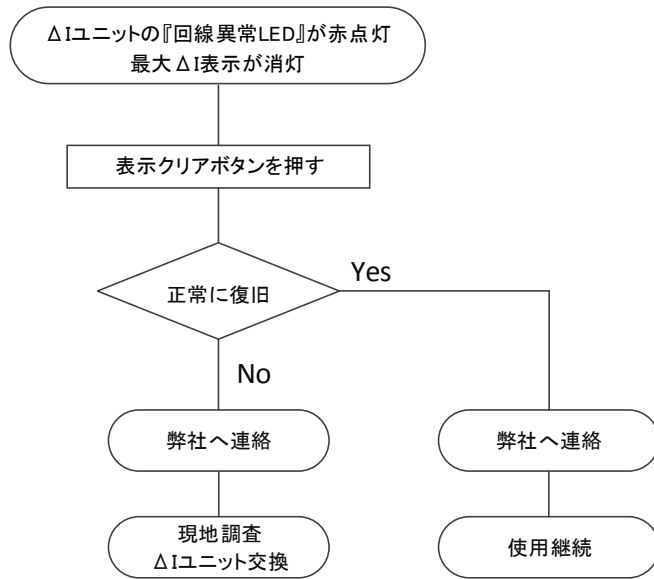 ΔIユニットの『回線異常LED』が赤点灯
最大ΔI表示が消灯
表示クリアボタンを押す
正常に復旧
Yes
No
弊社へ連絡
弊社へ連絡
現地調査
ΔIユニット交換
使用継続